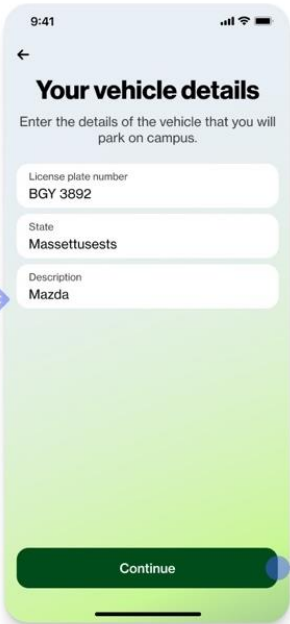 9:41
Your vehicle details
Enter the details of the vehicle that you will
park on campus.
License plate number
BGY 3892
State
Massettusests
Description
Mazda
Continue